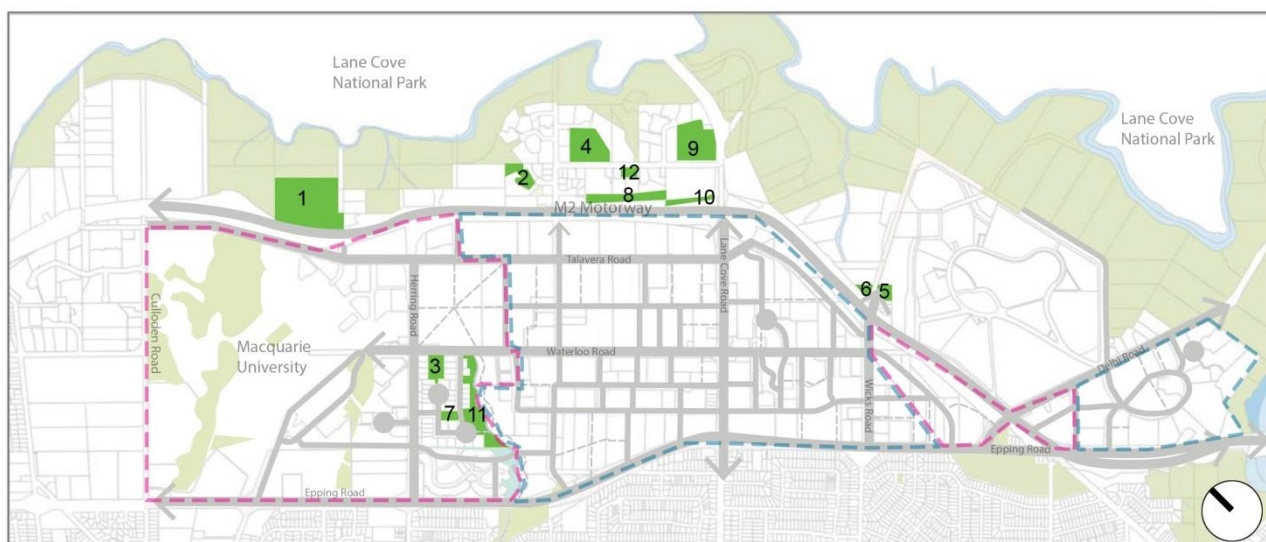 Lane Cove
National Park
Lane Cove
National Park
4
9
12
2
1
8
10
M2 Motorway
Talavera Road
Lane Cove Road
Herring Road
6
5
Culloden Road
Macquarie
University
Waterloo Road
Delhi Road
3
7
11
Wicks Road
Epping Road
Epping Road